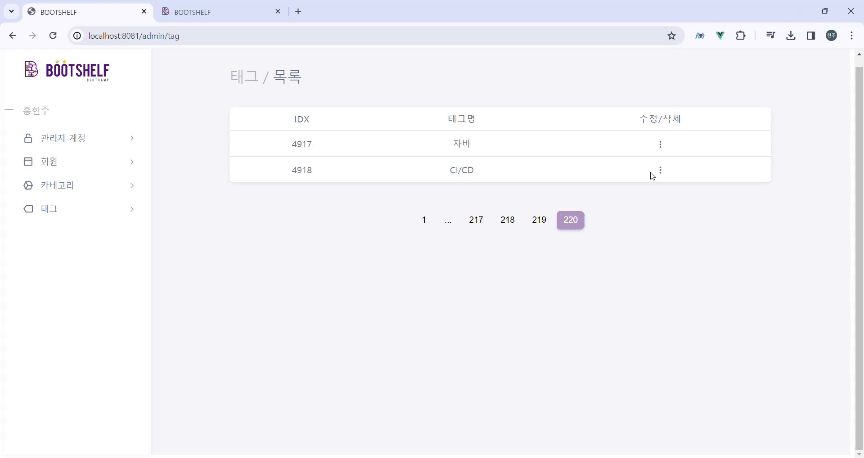 BOOTSHELF
BOOTSHELF
localhost:8081/admin/tag
BOOTSHELF
BOOTCAMP
태그 / 목록
홍현수
관리자 계정
회원
카테고리
태그
IDX 태그명 수정/삭제
4917 자바
4918 CI/CD
1 ... 217 218 219 220